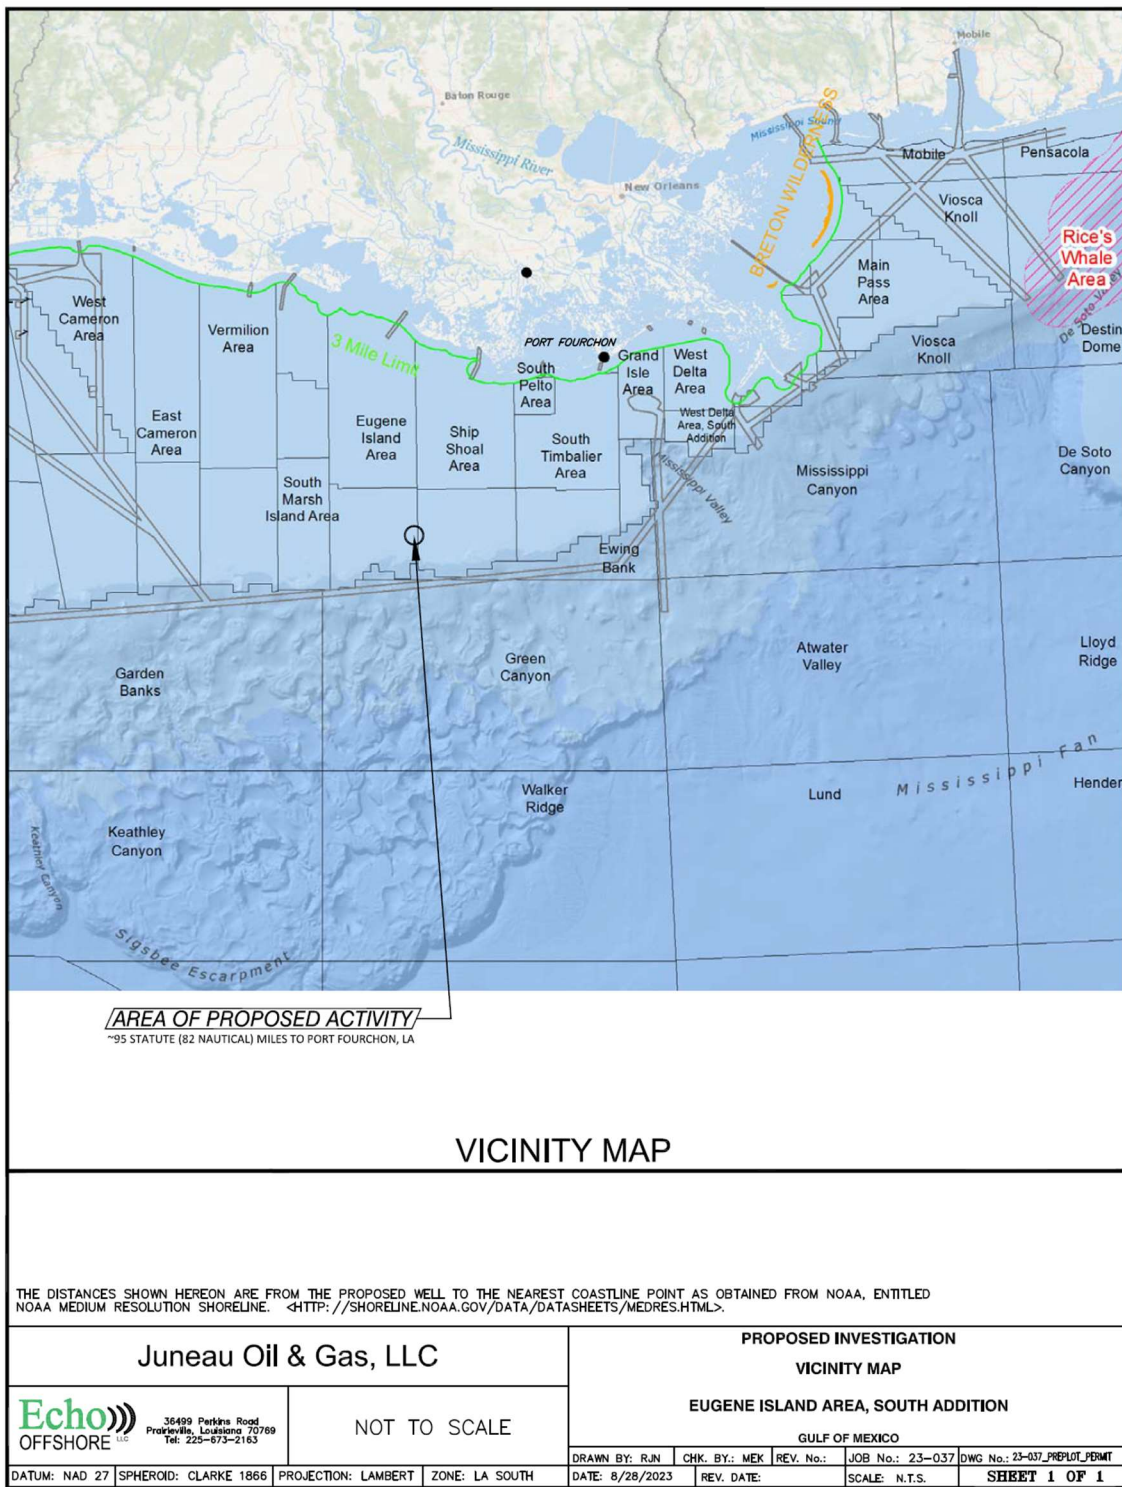 Mobile
Baton Rouge
Mississippi Sound
Mississippi River
New Orleans
BRETON WILDERNESS
Mobile
Pensacola
Viosca
Knoll
Rice's
Whale
Area
Main
Pass
Area
De Soto Valley
West
Cameron
Area
Vermilion
Area
3 Mile Limit
PORT FOURCHON
South
Pelto
Area
Grand
Isle
Area
West
Delta
Area
Viosca
Knoll
Destin
Dome
East
Cameron
Area
Eugene
Island
Area
Ship
Shoal
Area
South
Timbalier
Area
West Delta
Area, South
Addition
Mississippi Valley
Mississippi
Canyon
De Soto
Canyon
South
Marsh
Island Area
Ewing
Bank
Garden
Banks
Green
Canyon
Atwater
Valley
Lloyd
Ridge
Mississippi Fan
Walker
Ridge
Lund
Hender
Keathley
Canyon
Keathley Canyon
Sigsbee Escarpment
AREA OF PROPOSED ACTIVITY
~95 STATUTE (82 NAUTICAL) MILES TO PORT FOURCHON, LA
VICINITY MAP
THE DISTANCES SHOWN HEREON ARE FROM THE PROPOSED WELL TO THE NEAREST COASTLINE POINT AS OBTAINED FROM NOAA, ENTITLED
NOAA MEDIUM RESOLUTION SHORELINE. <HTTP://SHORELINE.NOAA.GOV/DATA/DATASHEETS/MEDRES.HTML>.
Juneau Oil & Gas, LLC
Echo
OFFSHORE LLC
36499 Perkins Road
Prairieville, Louisiana 70769
Tel: 225-673-2163
NOT TO SCALE
DATUM: NAD 27 SPHEROID: CLARKE 1866 PROJECTION: LAMBERT ZONE: LA SOUTH
PROPOSED INVESTIGATION
VICINITY MAP
EUGENE ISLAND AREA, SOUTH ADDITION
GULF OF MEXICO
DRAWN BY: RJN CHK. BY.: MEK REV. No.: JOB No.: 23-037 DWG No.: 23-037_PREPLOT_PERMIT
DATE: 8/28/2023 REV. DATE: SCALE: N.T.S. SHEET 1 OF 1